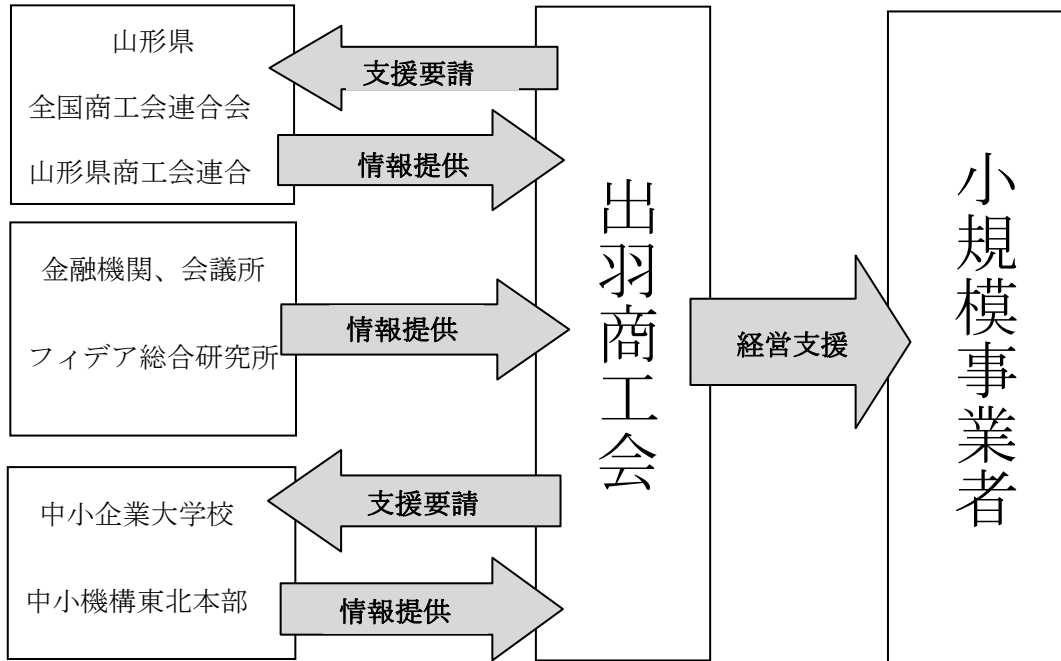 山形県
全国商工会連合会
山形県商工会連合
支援要請
情報提供
金融機関、会議所
フィデア総合研究所
情報提供
中小企業大学校
中小機構東北本部
支援要請
情報提供
出羽商工会
経営支援
小規模事業者